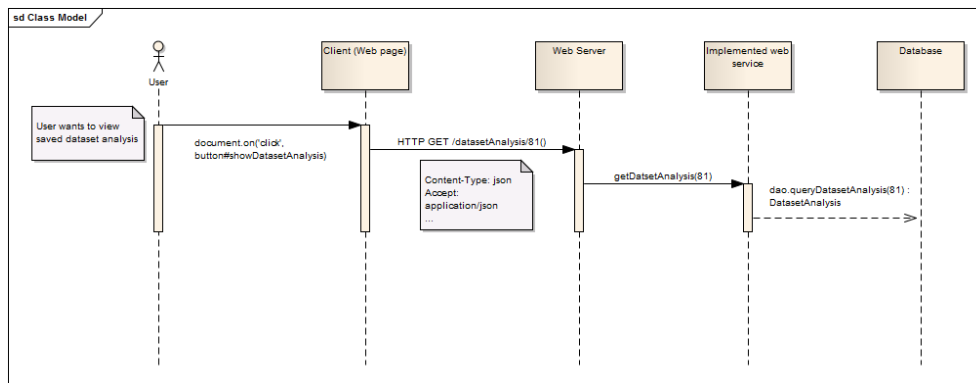 sd Class Model
Client (Web page)
Web Server
Implemented web
service
Database
User
User wants to view
saved dataset analysis
document.on('click',
button#showDatasetAnalysis)
HTTP GET /datasetAnalysis/81()
Content-Type: json
Accept:
application/json
...
getDatsetAnalysis(81)
dao.queryDatasetAnalysis(81) :
DatasetAnalysis